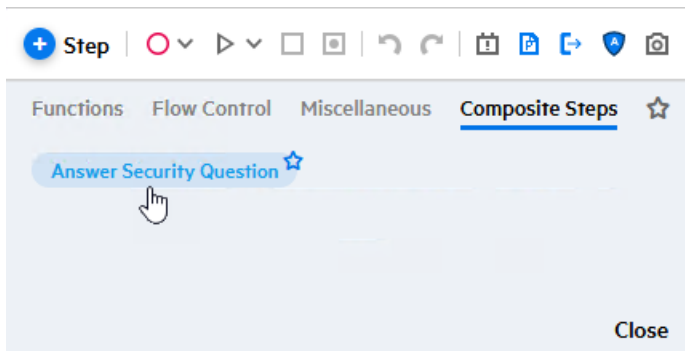 Step
Functions Flow Control Miscellaneous Composite Steps
Answer Security Question
Close